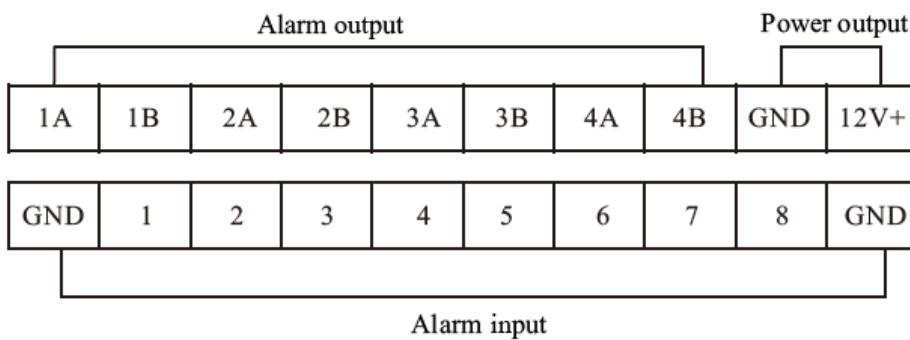 Alarm output Power output
1A 1B 2A 2B 3A 3B 4A 4B GND 12V+
GND 1 2 3 4 5 6 7 8 GND
Alarm input